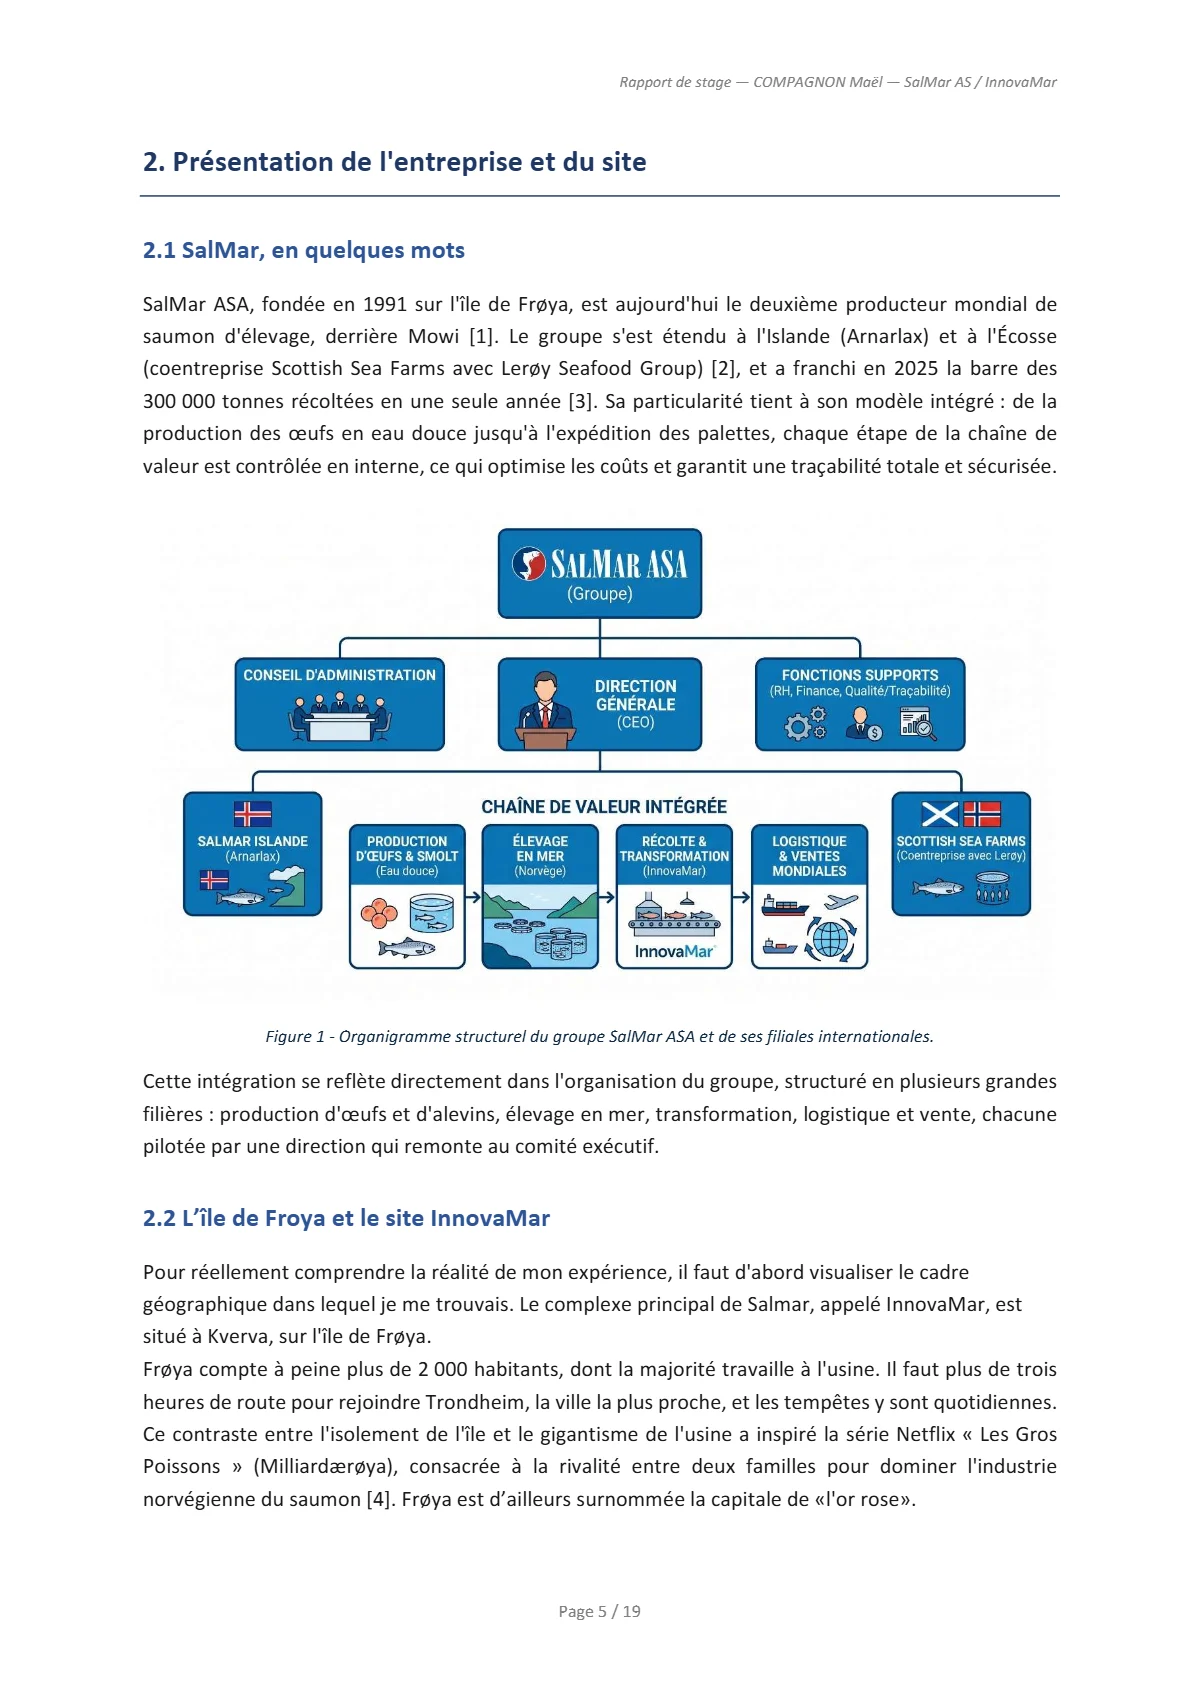 Rapport de stage — COMPAGNON Maël — SalMar AS / InnovaMar
2. Présentation de l'entreprise et du site
2.1 SalMar, en quelques mots
SalMar ASA, fondée en 1991 sur l'île de Frøya, est aujourd'hui le deuxième producteur mondial de
saumon d'élevage, derrière Mowi [1]. Le groupe s'est étendu à l'Islande (Arnarlax) et à l'Écosse
(coentreprise Scottish Sea Farms avec Lerøy Seafood Group) [2], et a franchi en 2025 la barre des
300 000 tonnes récoltées en une seule année [3]. Sa particularité tient à son modèle intégré : de la
production des œufs en eau douce jusqu'à l'expédition des palettes, chaque étape de la chaîne de
valeur est contrôlée en interne, ce qui optimise les coûts et garantit une traçabilité totale et sécurisée.
SALMAR ASA
(Groupe)
CONSEIL D'ADMINISTRATION
DIRECTION
GÉNÉRALE
(CEO)
FONCTIONS SUPPORTS
(RH, Finance, Qualité/Traçabilité)
$
SALMAR ISLANDE
(Arnarlax)
CHAÎNE DE VALEUR INTÉGRÉE
PRODUCTION
D'ŒUFS & SMOLT
(Eau douce)
ÉLEVAGE
EN MER
(Norvège)
RÉCOLTE &
TRANSFORMATION
(InnovaMar)
InnovaMar
LOGISTIQUE
& VENTES
MONDIALES
SCOTTISH SEA FARMS
(Coentreprise avec Lerøy)
Figure 1 - Organigramme structurel du groupe SalMar ASA et de ses filiales internationales.
Cette intégration se reflète directement dans l'organisation du groupe, structuré en plusieurs grandes
filières : production d'œufs et d'alevins, élevage en mer, transformation, logistique et vente, chacune
pilotée par une direction qui remonte au comité exécutif.
2.2 L’île de Froya et le site InnovaMar
Pour réellement comprendre la réalité de mon expérience, il faut d'abord visualiser le cadre
géographique dans lequel je me trouvais. Le complexe principal de Salmar, appelé InnovaMar, est
situé à Kverva, sur l'île de Frøya.
Frøya compte à peine plus de 2 000 habitants, dont la majorité travaille à l'usine. Il faut plus de trois
heures de route pour rejoindre Trondheim, la ville la plus proche, et les tempêtes y sont quotidiennes.
Ce contraste entre l'isolement de l'île et le gigantisme de l'usine a inspiré la série Netflix « Les Gros
Poissons » (Milliardærøya), consacrée à la rivalité entre deux familles pour dominer l'industrie
norvégienne du saumon [4]. Frøya est d’ailleurs surnommée la capitale de «l'or rose».
Page 5 / 19